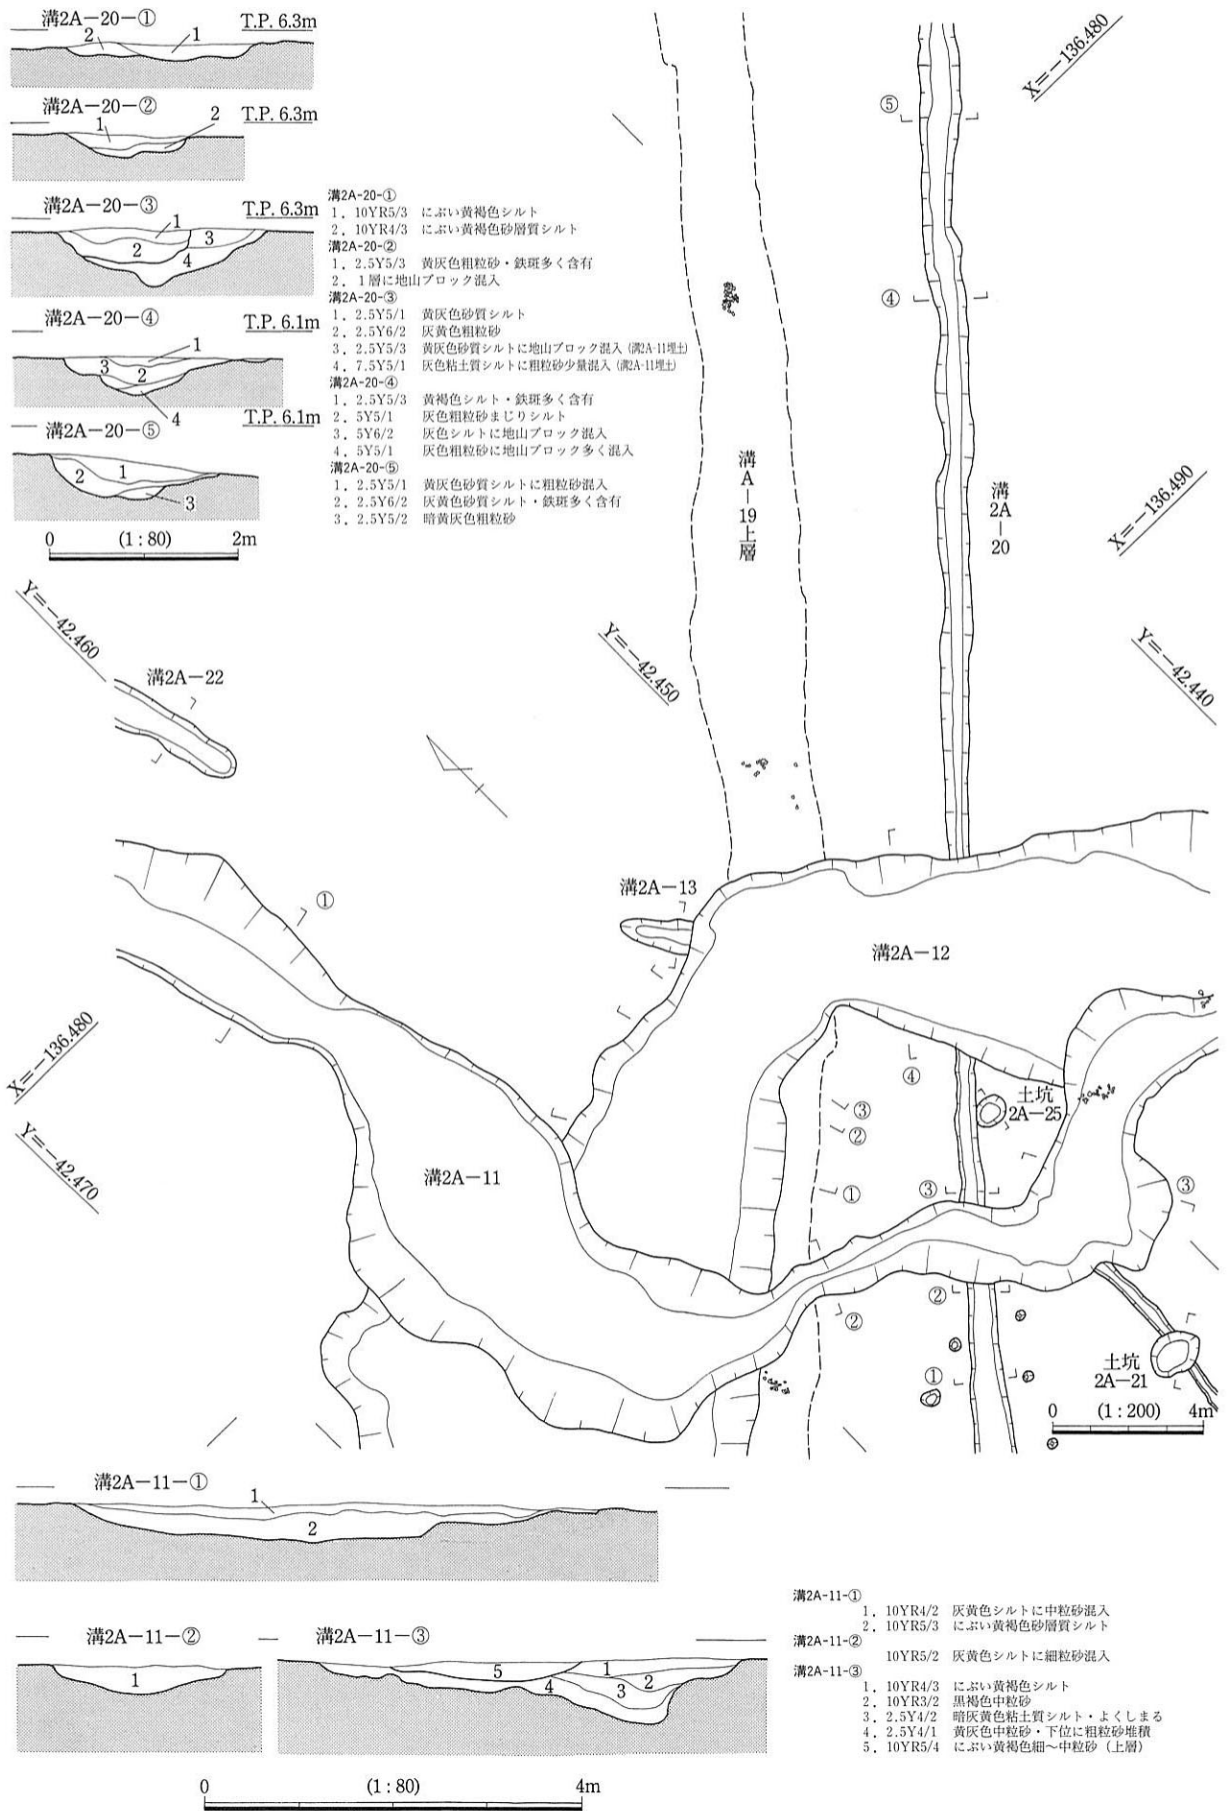 溝2A−20−①
T.P. 6.3m
2
1
溝2A−20−②
T.P. 6.3m
1
2
溝2A−20−③
T.P. 6.3m
1
3
2
4
溝2A−20−④
T.P. 6.1m
1
3
2
4
T.P. 6.1m
溝2A−20−⑤
1
2
3
0 (1：80) 2m
溝2A-20-①
1．10YR5/3 にぶい黄褐色シルト
2．10YR4/3 にぶい黄褐色砂層質シルト
溝2A-20-②
1．2.5Y5/3 黄灰色粗粒砂・鉄斑多く含有
2．1層に地山ブロック混入
溝2A-20-③
1．2.5Y5/1 黄灰色砂質シルト
2．2.5Y6/2 灰黄色粗粒砂
3．2.5Y5/3 黄灰色砂質シルトに地山ブロック混入（溝2A-11埋土）
4．7.5Y5/1 灰色粘土質シルトに粗粒砂少量混入（溝2A-11埋土）
溝2A-20-④
1．2.5Y5/3 黄褐色シルト・鉄斑多く含有
2．5Y5/1 灰色粗粒砂まじりシルト
3．5Y6/2 灰色シルトに地山ブロック混入
4．5Y5/1 灰色粗粒砂に地山ブロック多く混入
溝2A-20-⑤
1．2.5Y5/1 黄灰色砂質シルトに粗粒砂混入
2．2.5Y6/2 灰黄色砂質シルト・鉄斑多く含有
3．2.5Y5/2 暗黄灰色粗粒砂
X＝−136.480
⑤
④
溝A−19上層
溝2A−20
X＝−136.490
Y＝−42.460
Y＝−42.450
Y＝−42.440
溝2A−22
溝2A−13
①
溝2A−12
X＝−136.480
④
土坑
2A−25
③
②
Y＝−42.470
溝2A−11
①
③
③
②
②
①
土坑
2A−21
0 (1：200) 4m
溝2A−11−①
1
2
溝2A−11−②
1
溝2A−11−③
5
1
2
4
3
0 (1：80) 4m
溝2A-11-①
1．10YR4/2 灰黄色シルトに中粒砂混入
2．10YR5/3 にぶい黄褐色砂層質シルト
溝2A-11-②
10YR5/2 灰黄色シルトに細粒砂混入
溝2A-11-③
1．10YR4/3 にぶい黄褐色シルト
2．10YR3/2 黒褐色中粒砂
3．2.5Y4/2 暗灰黄色粘土質シルト・よくしまる
4．2.5Y4/1 黄灰色中粒砂・下位に粗粒砂堆積
5．10YR5/4 にぶい黄褐色細〜中粒砂（上層）